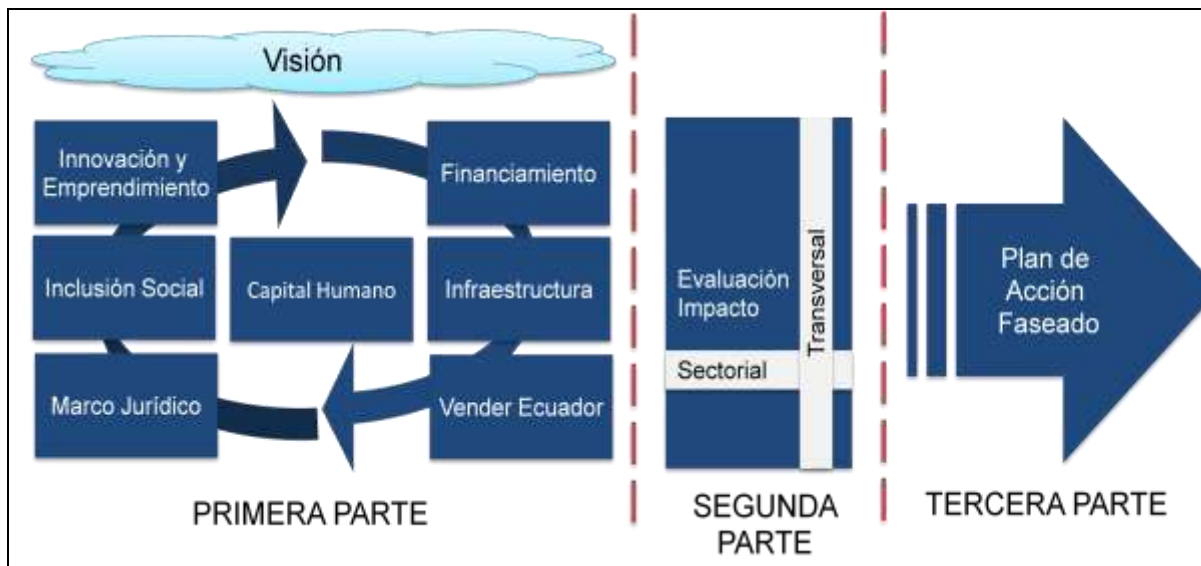 Visión
Innovación y
Emprendimiento
Financiamiento
Inclusión Social
Capital Humano
Infraestructura
Marco Jurídico
Vender Ecuador
PRIMERA PARTE
Evaluación
Impacto
Transversal
Sectorial
SEGUNDA
PARTE
Plan de
Acción
Faseado
TERCERA PARTE